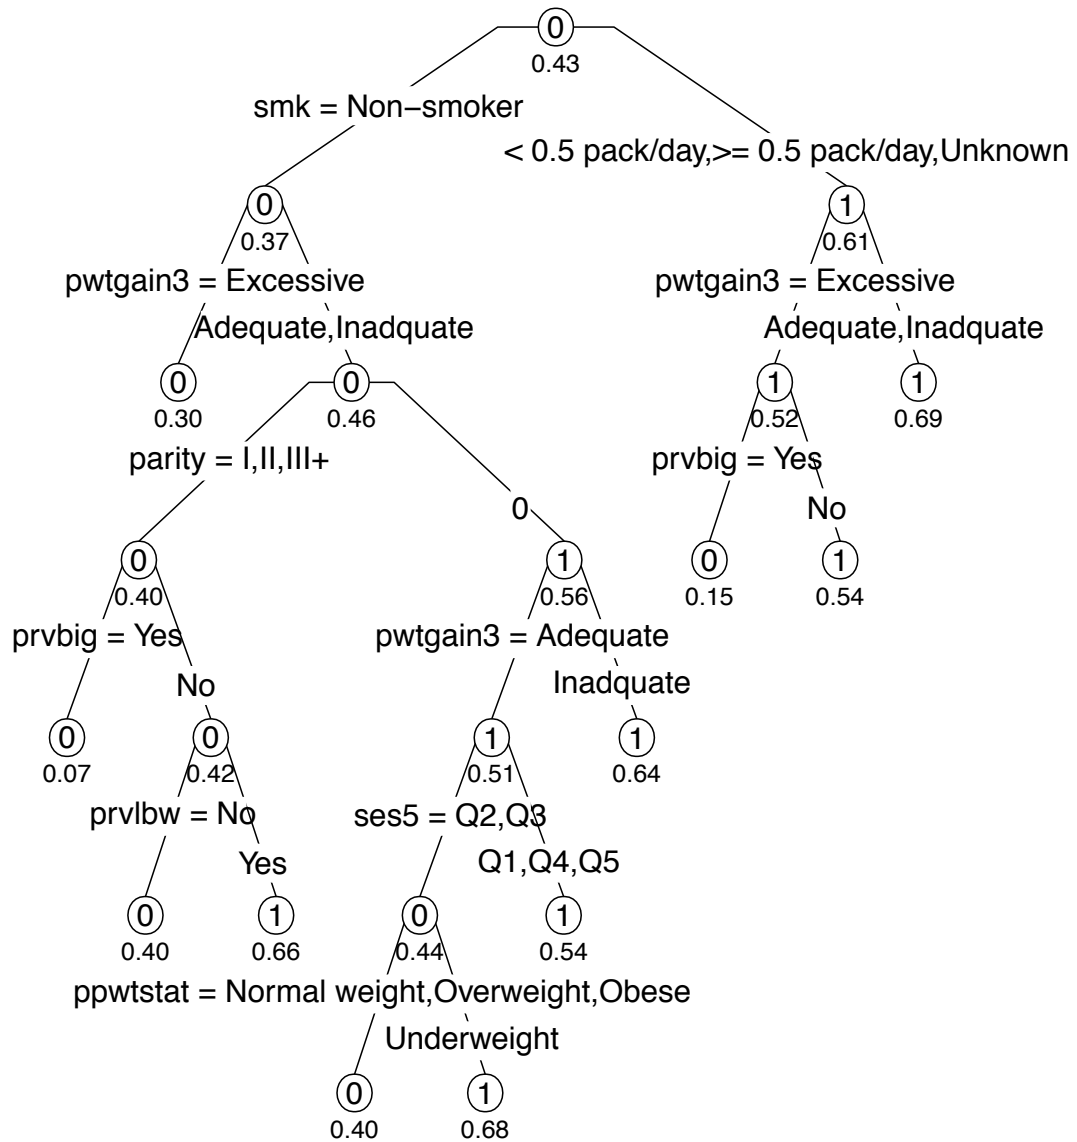 0
0.43
smk = Non−smoker
< 0.5 pack/day,>= 0.5 pack/day,Unknown
0
0.37
1
0.61
pwtgain3 = Excessive
pwtgain3 = Excessive
Adequate,Inadquate
Adequate,Inadquate
0
0.30
0
0.46
1
0.52
1
0.69
parity = I,II,III+
prvbig = Yes
0
No
0
0.40
1
0.56
0
0.15
1
0.54
prvbig = Yes
pwtgain3 = Adequate
No
Inadquate
0
0.07
0
0.42
1
0.51
1
0.64
prvlbw = No
ses5 = Q2,Q3
Yes
Q1,Q4,Q5
0
0.40
1
0.66
0
0.44
1
0.54
ppwtstat = Normal weight,Overweight,Obese
Underweight
0
0.40
1
0.68